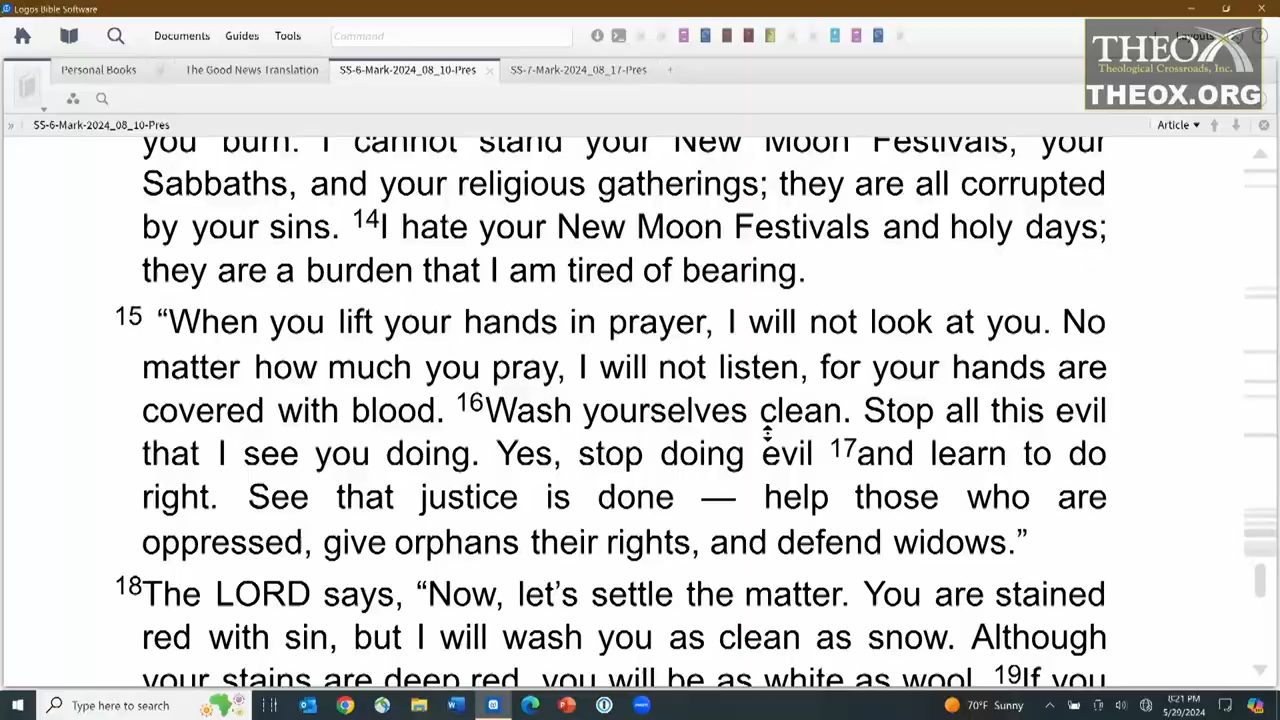 Logos Bible Software
Documents Guides Tools Command Layouts
THEOX
Theological Crossroads, Inc.
THEOX.ORG
Personal Books The Good News Translation SS-6-Mark-2024_08_10-Pres SS-7-Mark-2024_08_17-Pres
SS-6-Mark-2024_08_10-Pres Article
you burn. I cannot stand your New Moon Festivals, your
Sabbaths, and your religious gatherings; they are all corrupted
by your sins. 14I hate your New Moon Festivals and holy days;
they are a burden that I am tired of bearing.
15 “When you lift your hands in prayer, I will not look at you. No
matter how much you pray, I will not listen, for your hands are
covered with blood. 16Wash yourselves clean. Stop all this evil
that I see you doing. Yes, stop doing evil 17and learn to do
right. See that justice is done — help those who are
oppressed, give orphans their rights, and defend widows.”
18The LORD says, “Now, let’s settle the matter. You are stained
red with sin, but I will wash you as clean as snow. Although
your stains are deep red, you will be as white as wool. 19If you
Type here to search 70°F Sunny 8:21 PM
5/29/2024